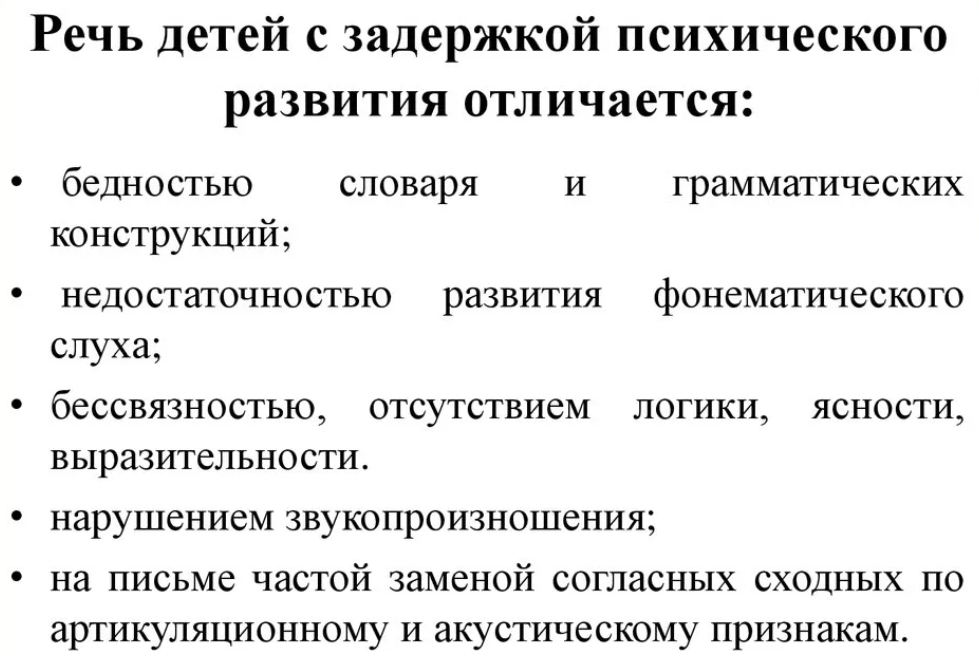 Речь детей с задержкой психического
развития отличается:
• бедностью словаря и грамматических
конструкций;
• недостаточностью развития фонематического
слуха;
• бессвязностью, отсутствием логики, ясности,
выразительности.
• нарушением звукопроизношения;
• на письме частой заменой согласных сходных по
артикуляционному и акустическому признакам.